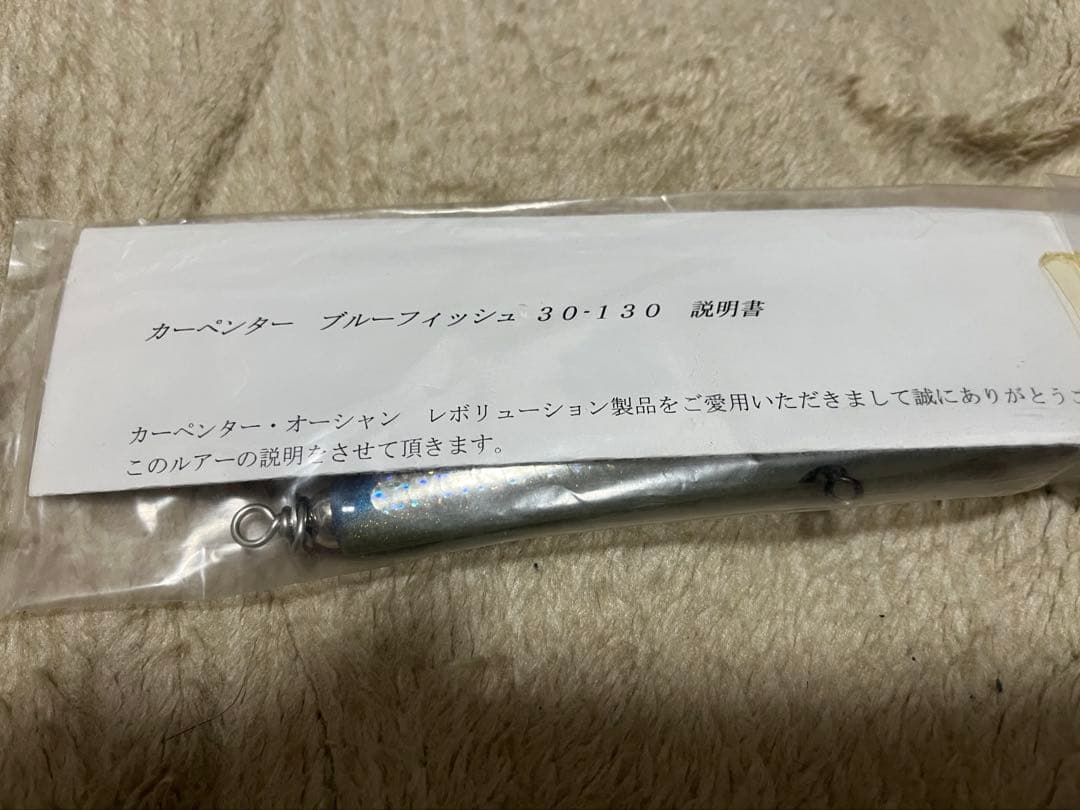 カーペンター　ブルーフィッシュ　３０‐１３０　説明書
カーペンター・オーシャン　レボリューション製品をご愛用いただきまして誠にありがとうご
このルアーの説明をさせて頂きます。